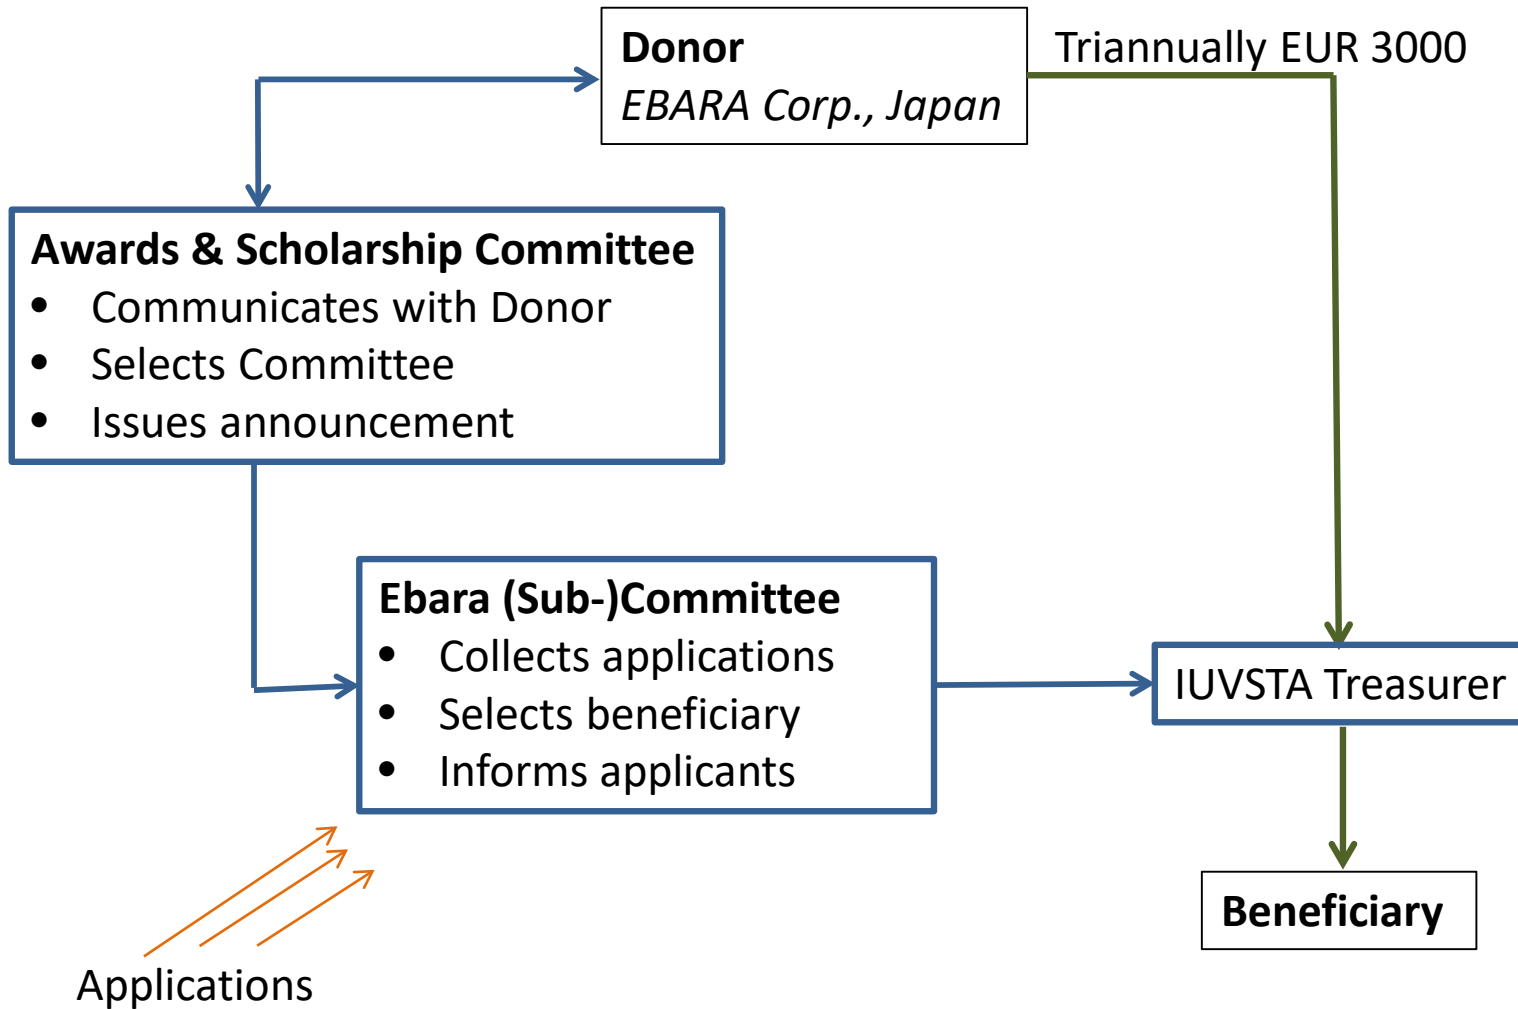 Donor
EBARA Corp., Japan
Triannually EUR 3000
Awards & Scholarship Committee
• Communicates with Donor
• Selects Committee
• Issues announcement
Ebara (Sub-)Committee
• Collects applications
• Selects beneficiary
• Informs applicants
IUVSTA Treasurer
Beneficiary
Applications